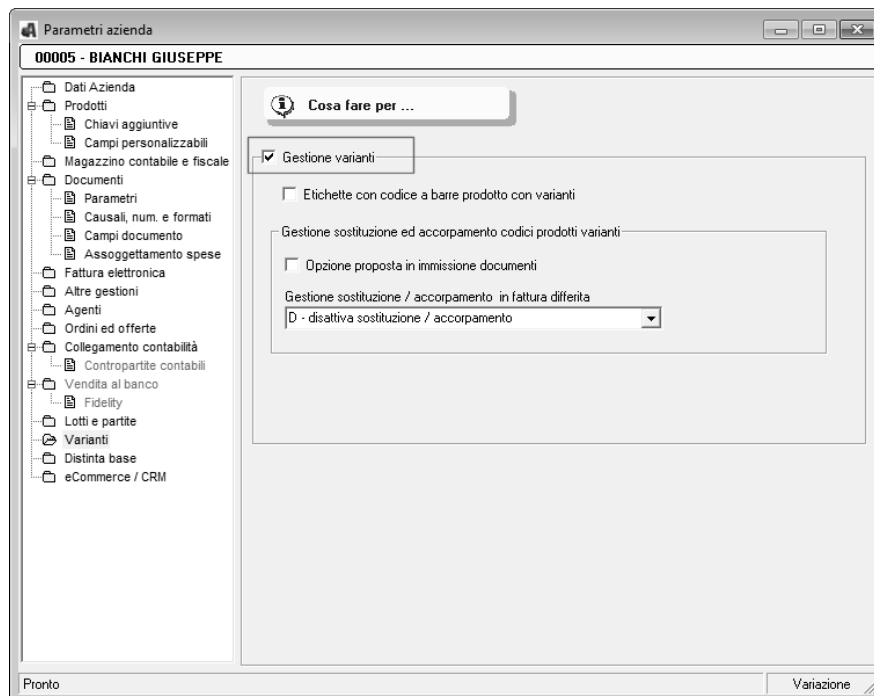 Parametri azienda
00005 - BIANCHI GIUSEPPE
Dati Azienda
Prodotti
Chiavi aggiuntive
Campi personalizzabili
Magazzino contabile e fiscale
Documenti
Parametri
Causali, num. e formati
Campi documento
Assoggettamento spese
Fattura elettronica
Altre gestioni
Agenti
Ordini ed offerte
Collegamento contabilità
Contropartite contabili
Vendita al banco
Fidelity
Lotti e partite
Varianti
Distinta base
eCommerce / CRM
Cosa fare per ...
Gestione varianti
Etichette con codice a barre prodotto con varianti
Gestione sostituzione ed accorpamento codici prodotti varianti
Opzione proposta in immissione documenti
Gestione sostituzione / accorpamento in fattura differita
D - disattiva sostituzione / accorpamento
Pronto
Variazione